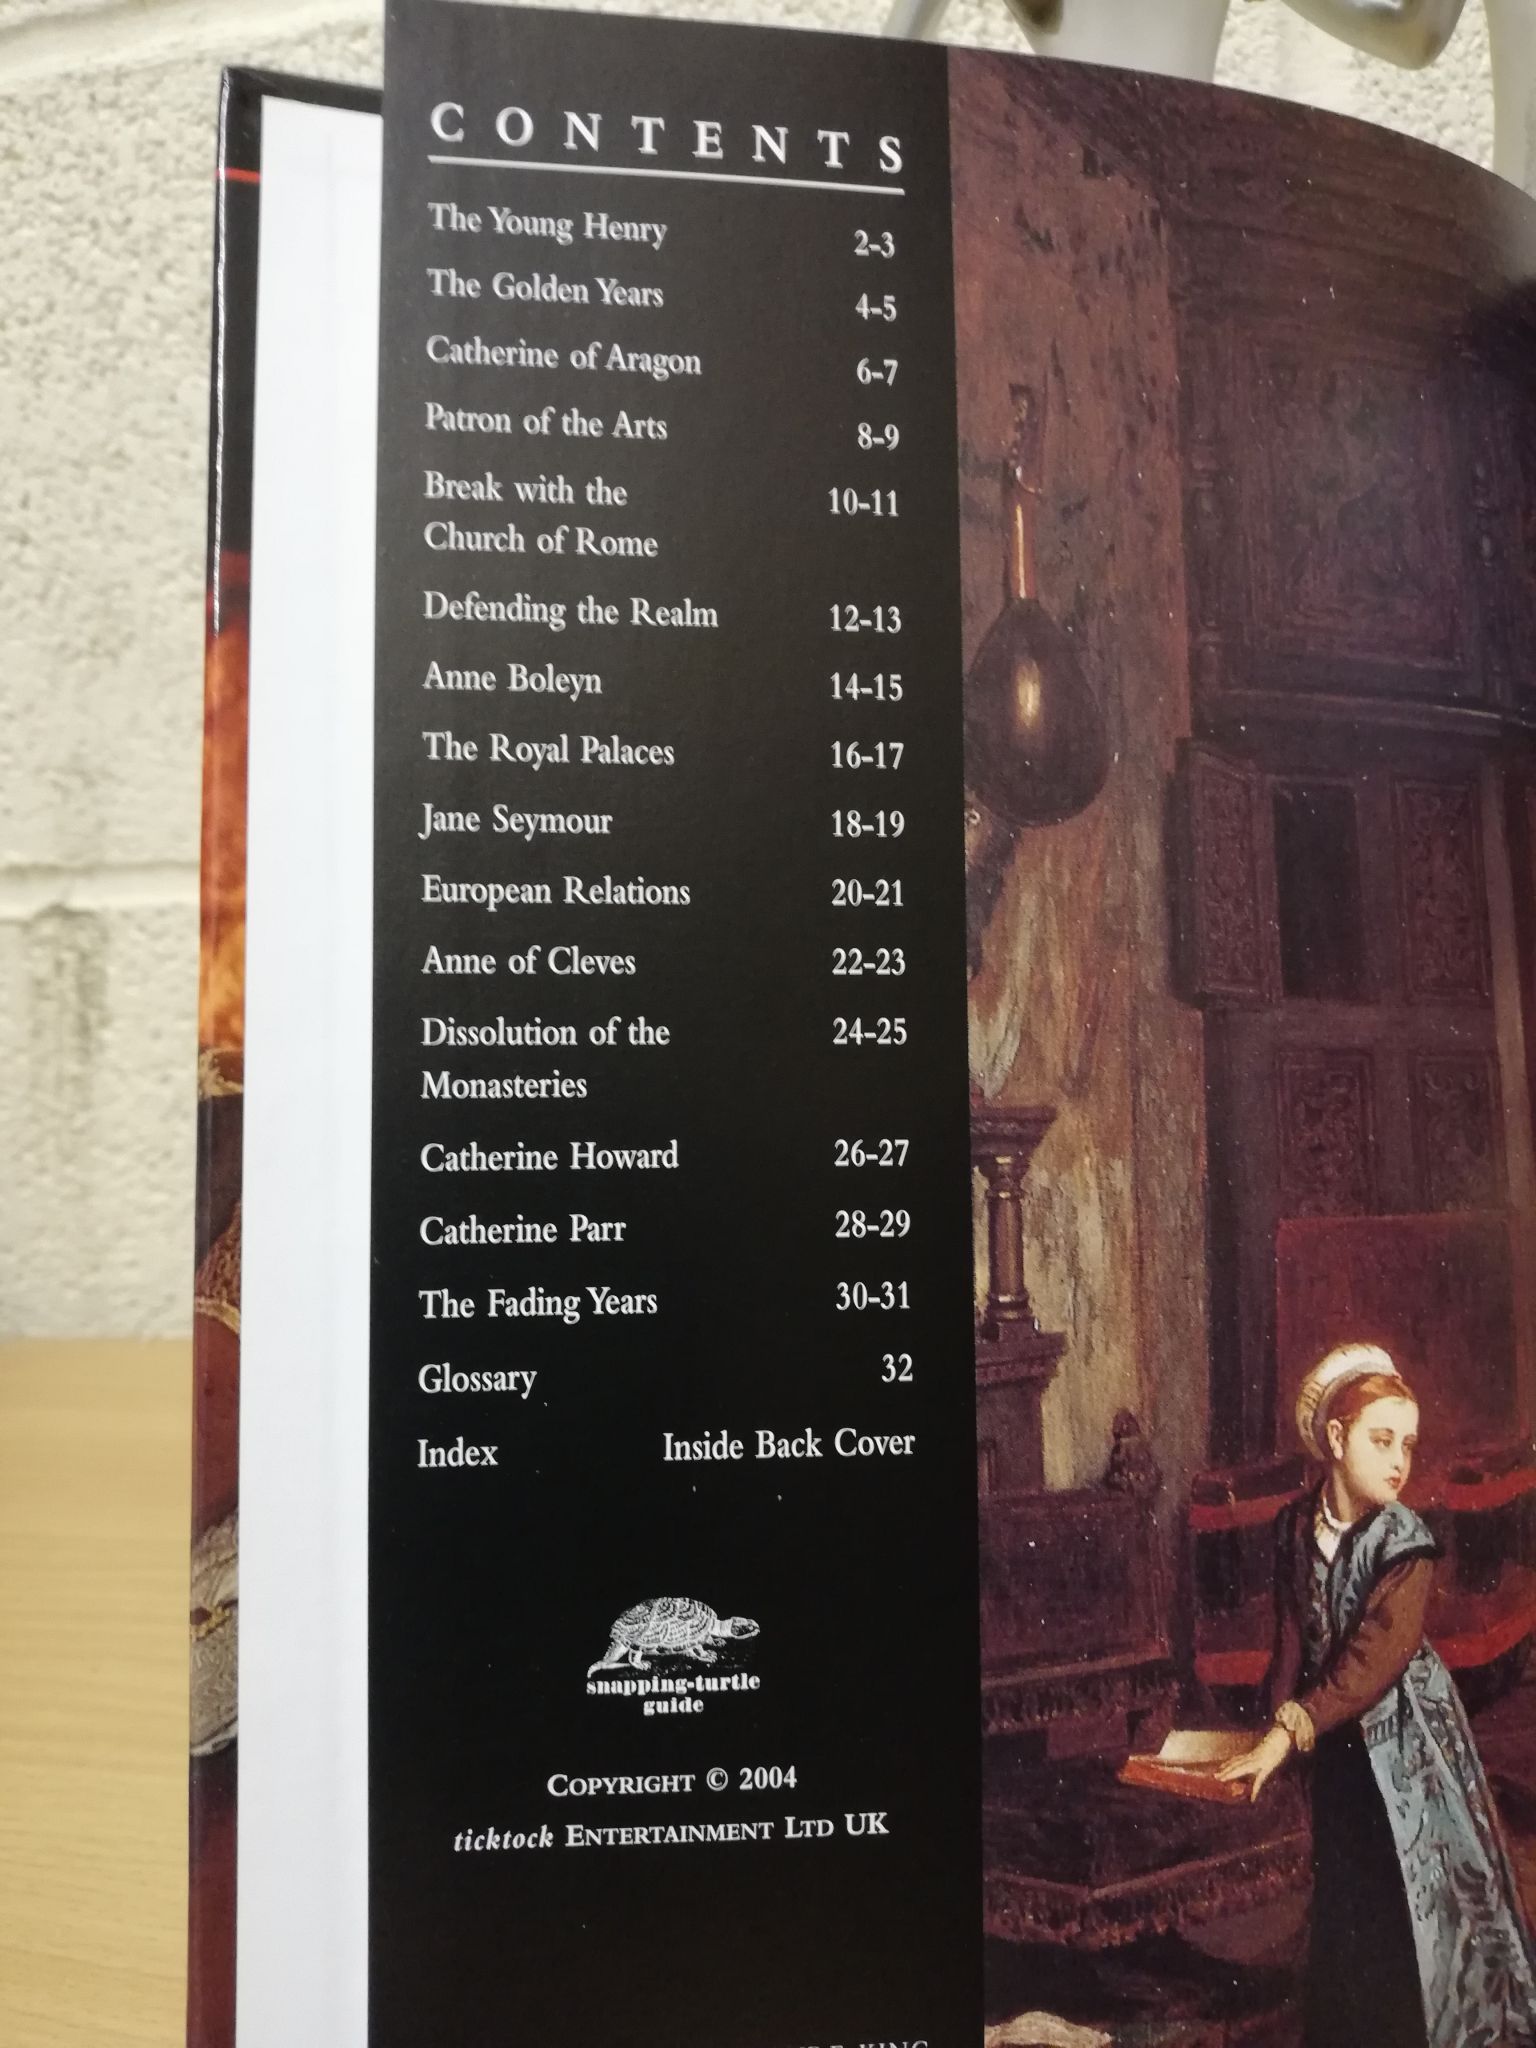 CONTENTS
The Young Henry 2-3
The Golden Years 4-5
Catherine of Aragon 6-7
Patron of the Arts 8-9
Break with the 10-11
Church of Rome
Defending the Realm 12-13
Anne Boleyn 14-15
The Royal Palaces 16-17
Jane Seymour 18-19
European Relations 20-21
Anne of Cleves 22-23
Dissolution of the 24-25
Monasteries
Catherine Howard 26-27
Catherine Parr 28-29
The Fading Years 30-31
Glossary 32
Index Inside Back Cover
snapping-turtle
guide
COPYRIGHT © 2004
ticktock ENTERTAINMENT LTD UK